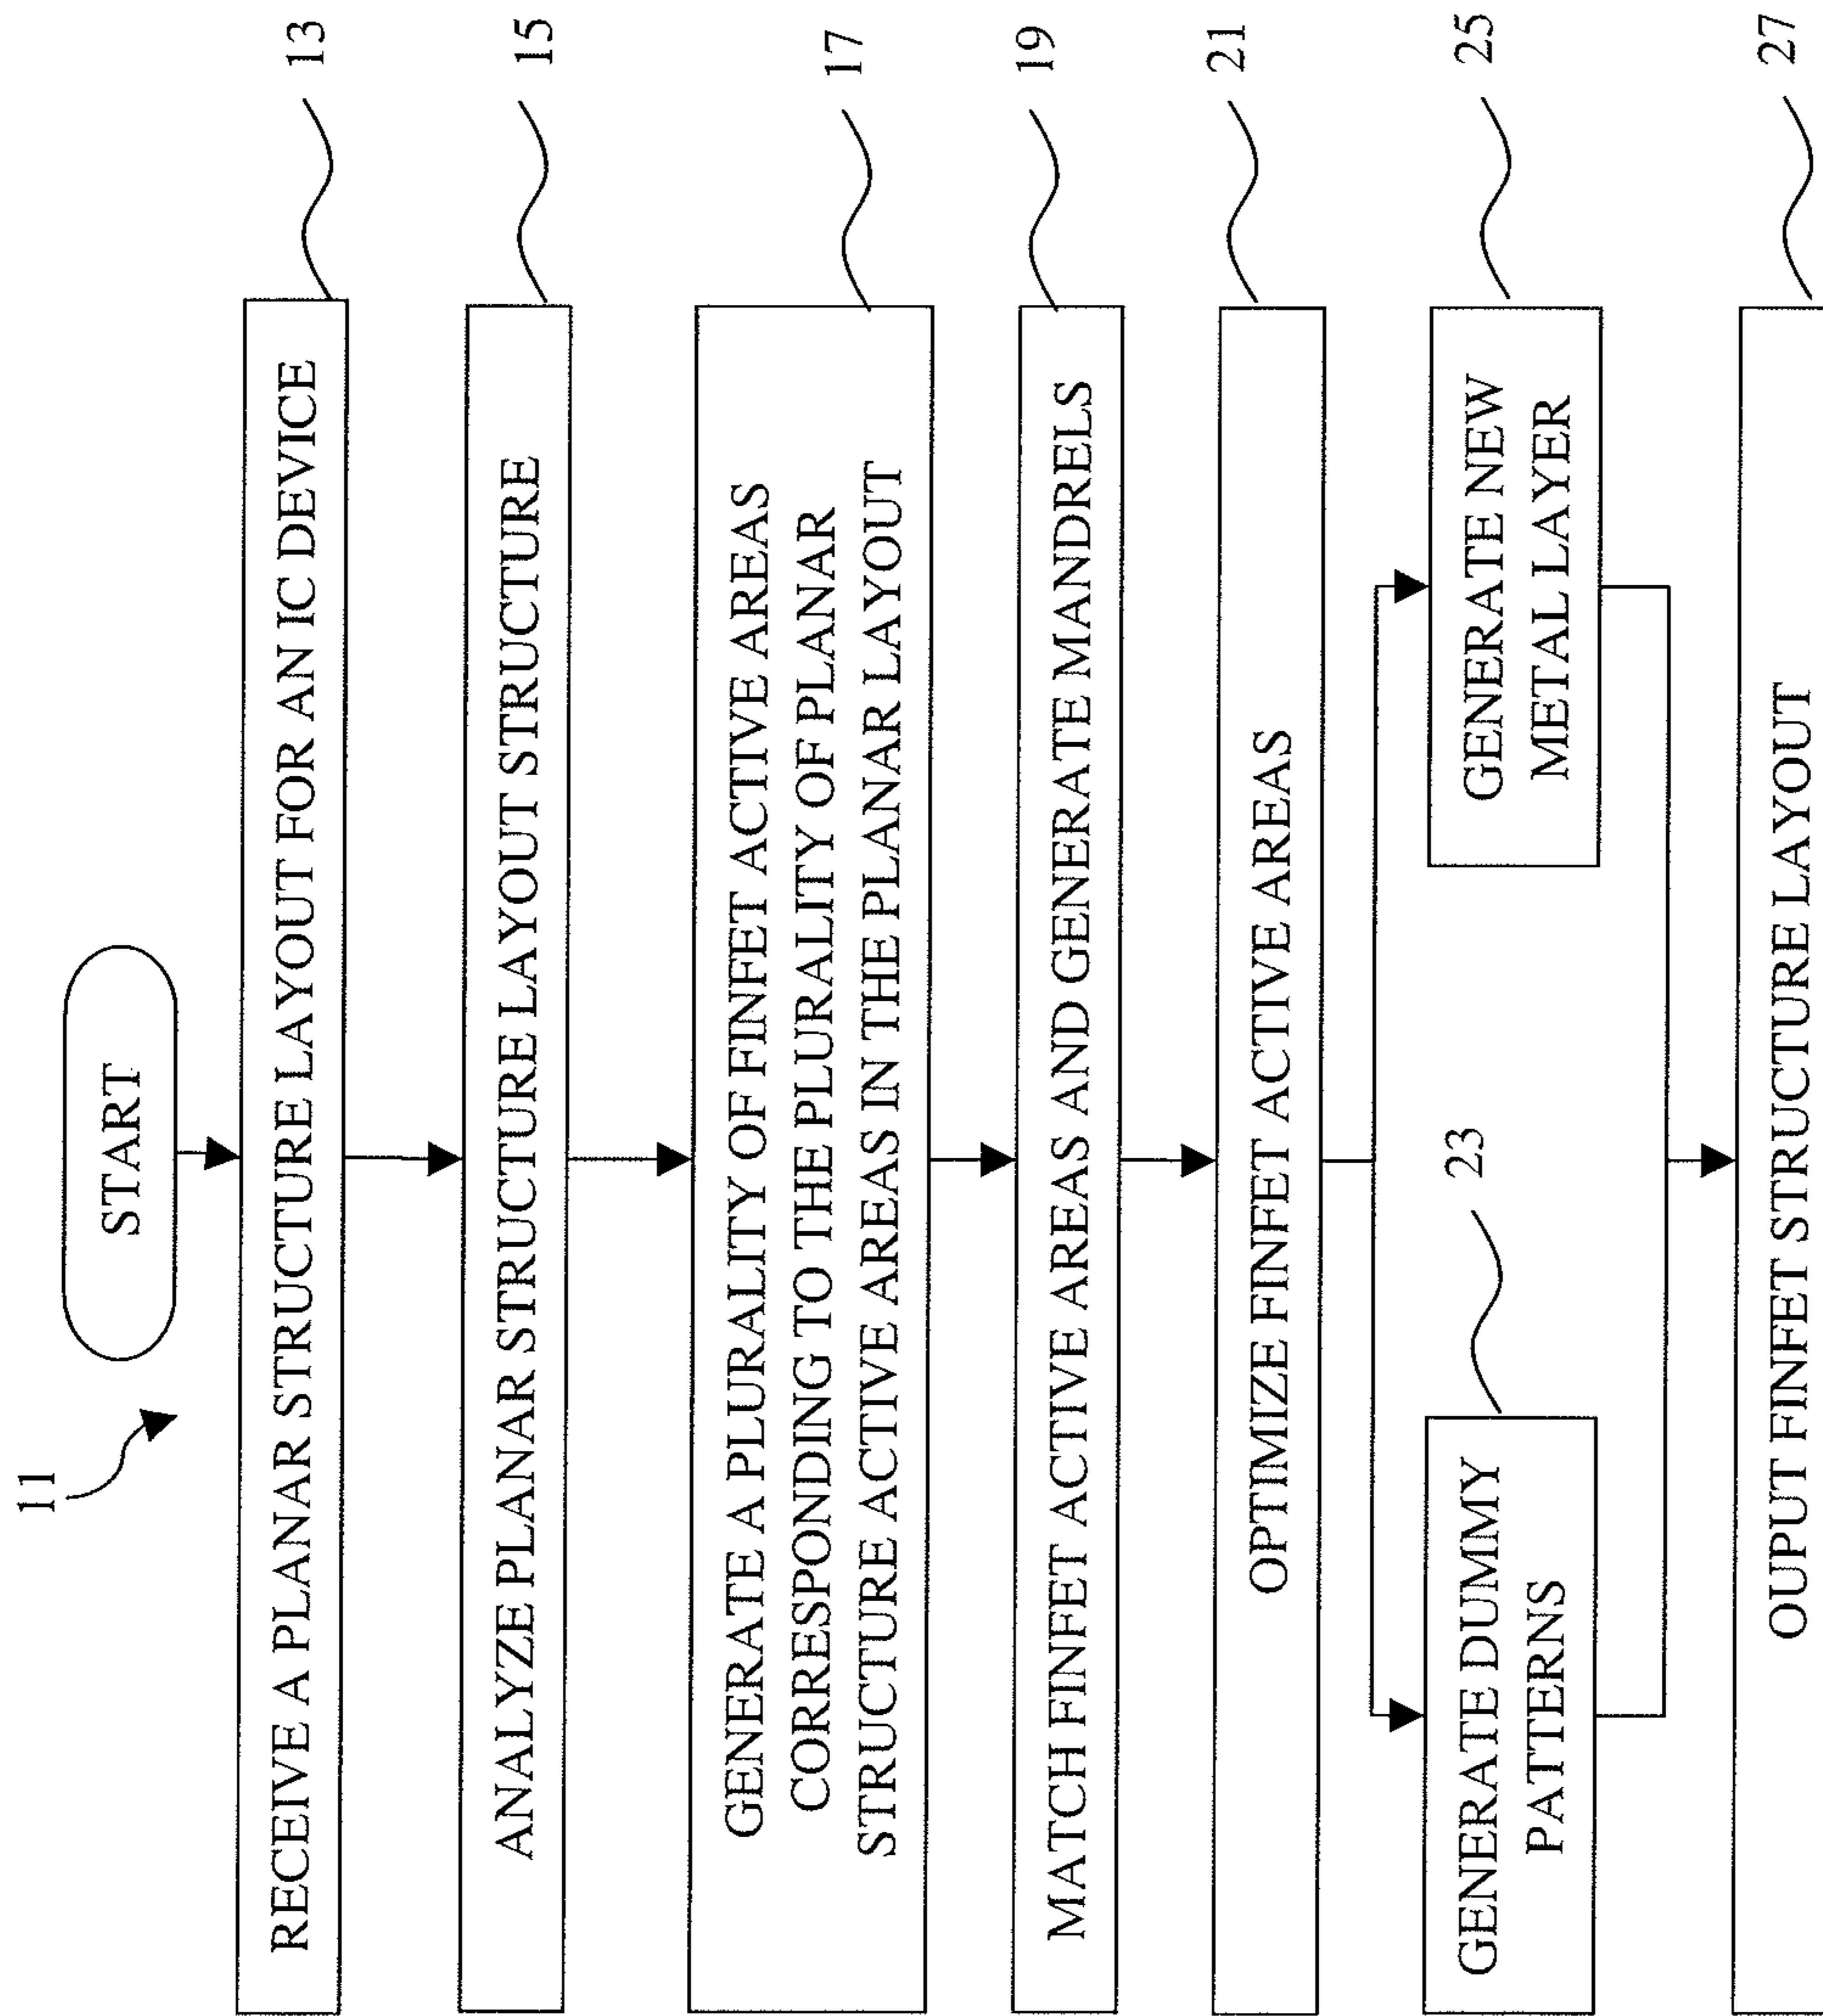 11
START
RECEIVE A PLANAR STRUCTURE LAYOUT FOR AN IC DEVICE
13
ANALYZE PLANAR STRUCTURE LAYOUT STRUCTURE
15
GENERATE A PLURALITY OF FINFET ACTIVE AREAS
CORRESPONDING TO THE PLURALITY OF PLANAR
STRUCTURE ACTIVE AREAS IN THE PLANAR LAYOUT
17
MATCH FINFET ACTIVE AREAS AND GENERATE MANDRELS
19
OPTIMIZE FINFET ACTIVE AREAS
21
23
GENERATE DUMMY
PATTERNS
GENERATE NEW
METAL LAYER
25
OUPUT FINFET STRUCTURE LAYOUT
27